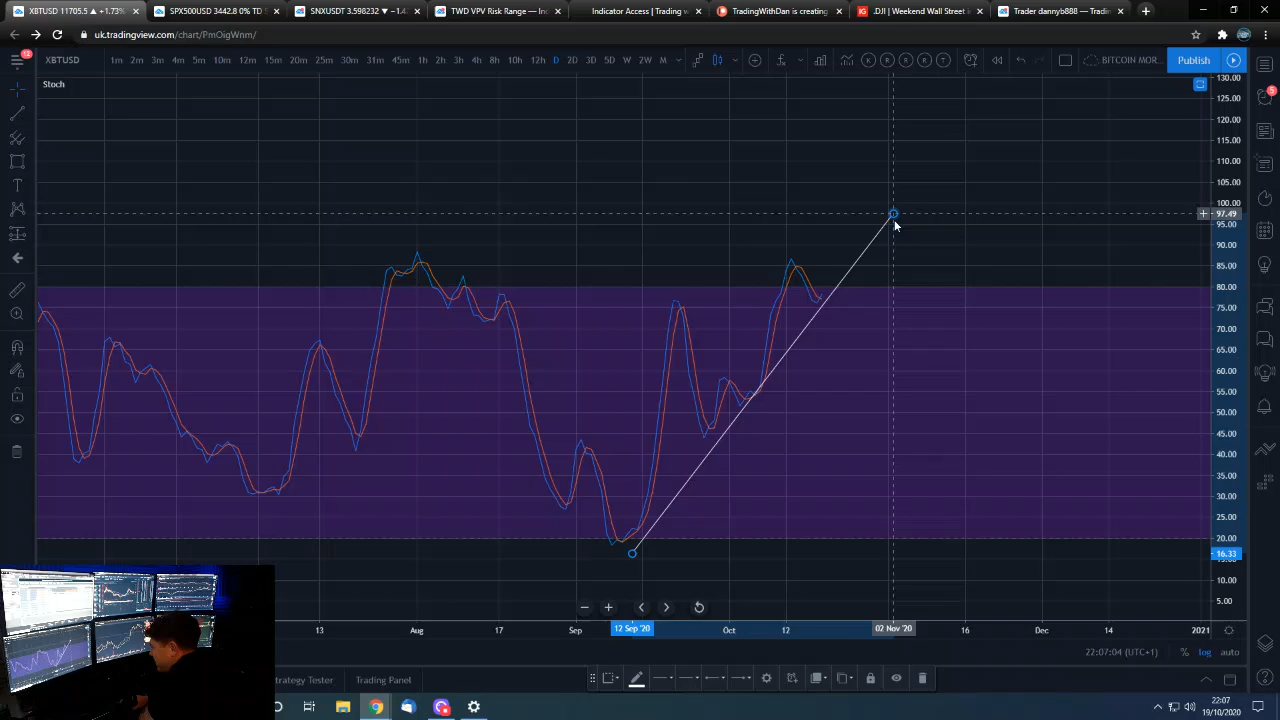 XBTUSD 11705.5 ▲ +1.73%
SPX500USD 3442.8 0% TD S
SNXUSDT 3.598232 ▼ −1.4
TWD VPV Risk Range — In
Indicator Access | Trading w
TradingWithDan is creating
.DJI | Weekend Wall Street i
Trader dannyb888 — Tradin
uk.tradingview.com/chart/PmOigWnm/
12
XBTUSD
1m 2m 3m 4m 5m 10m 12m 15m 20m 25m 30m 31m 45m 1h 2h 3h 4h 8h 10h 12h D 2D 3D 5D W 2W M
K R R R T
BITCOIN MOR...
Publish
Stoch
5
130.00
125.00
120.00
115.00
110.00
105.00
100.00
97.49
95.00
90.00
85.00
80.00
75.00
70.00
65.00
60.00
55.00
50.00
45.00
40.00
35.00
30.00
25.00
20.00
16.33
10.00
5.00
13 Aug 17 Sep 12 Sep '20 Oct 12 02 Nov '20 16 Dec 14 2021
22:07:04 (UTC+1) % log auto
trategy Tester
Trading Panel
22:07
19/10/2020